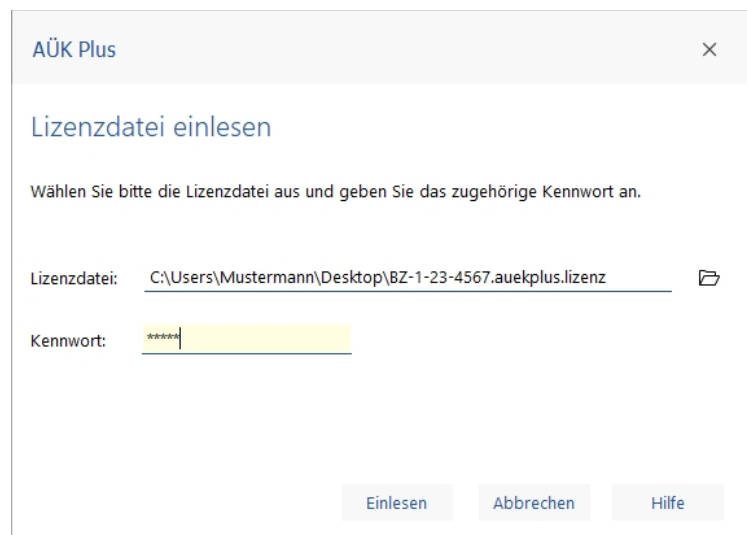 AÜK Plus
Lizenzdatei einlesen
Wählen Sie bitte die Lizenzdatei aus und geben Sie das zugehörige Kennwort an.
Lizenzdatei: C:\Users\Mustermann\Desktop\BZ-1-23-4567.auekplus.lizenz
Kennwort: *****
Einlesen Abbrechen Hilfe